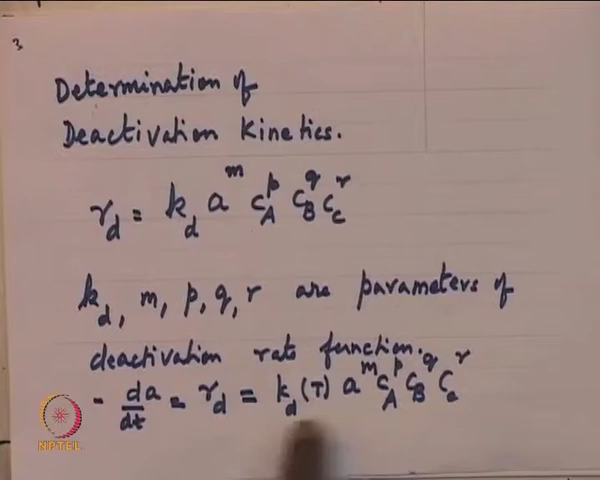 3
Determination of
Deactivation Kinetics.
r_d = k_d a^m C_A^p C_B^q C_C^r
k_d, m, p, q, r are parameters of
deactivation rate function.
- da/dt = r_d = k_d (T) a^m C_A^p C_B^q C_C^r
NPTEL